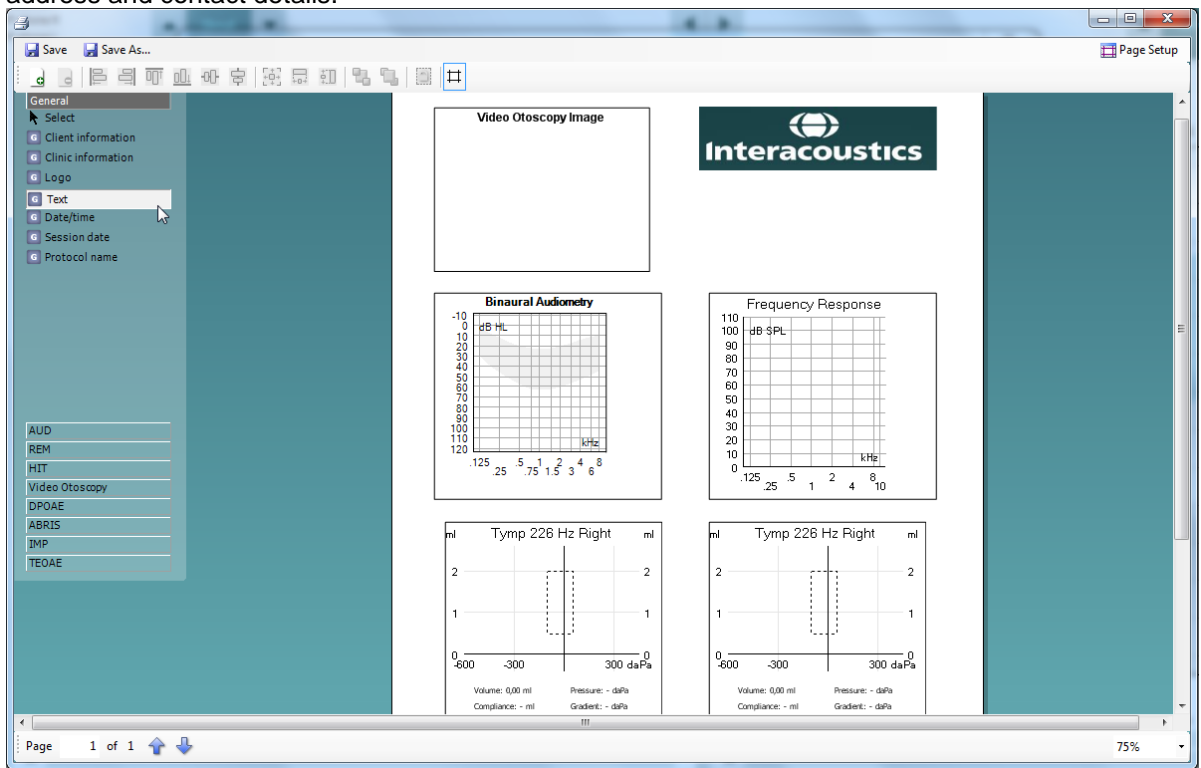 address and contact details.
Save Save As... Page Setup
General
Select
Client information
Clinic information
Logo
Text
Date/time
Session date
Protocol name
AUD
REM
HIT
Video Otoscopy
DPOAE
ABRIS
IMP
TEOAE
Video Otoscopy Image
Interacoustics
Binaural Audiometry
-10
0 dB HL
10
20
30
40
50
60
70
80
90
100
110 kHz
120
.125 .5 1 2 4 8
.25 .75 1.5 3 6
Frequency Response
110
100 dB SPL
90
80
70
60
50
40
30
20
10 kHz
0
.125 .5 2 8
.25 1 4 10
ml Tymp 226 Hz Right ml
2 2
1 1
0 0
-600 -300 300 daPa
Volume: 0,00 ml Pressure: - daPa
Compliance: - ml Gradient: - daPa
ml Tymp 226 Hz Right ml
2 2
1 1
0 0
-600 -300 300 daPa
Volume: 0,00 ml Pressure: - daPa
Compliance: - ml Gradient: - daPa
Page 1 of 1 75%